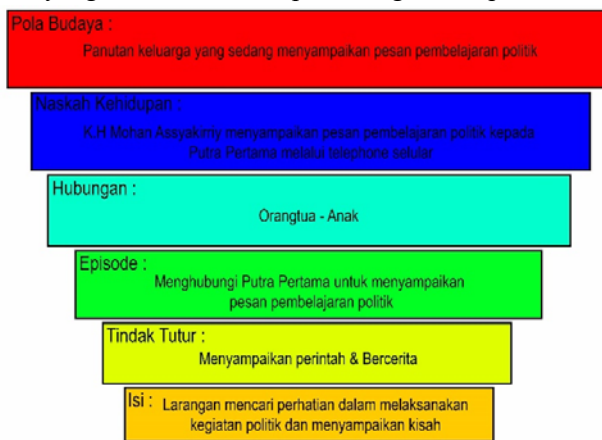 Pola Budaya :
Panutan keluarga yang sedang menyampaikan pesan pembelajaran politik
Naskah Kehidupan :
K.H Mohan Assyakirriy menyampaikan pesan pembelajaran politik kepada
Putra Pertama melalui telephone selular
Hubungan :
Orangtua - Anak
Episode :
Menghubungi Putra Pertama untuk menyampaikan
pesan pembelajaran politik
Tindak Tutur :
Menyampaikan perintah & Bercerita
Isi : Larangan mencari perhatian dalam melaksanakan
kegiatan politik dan menyampaikan kisah